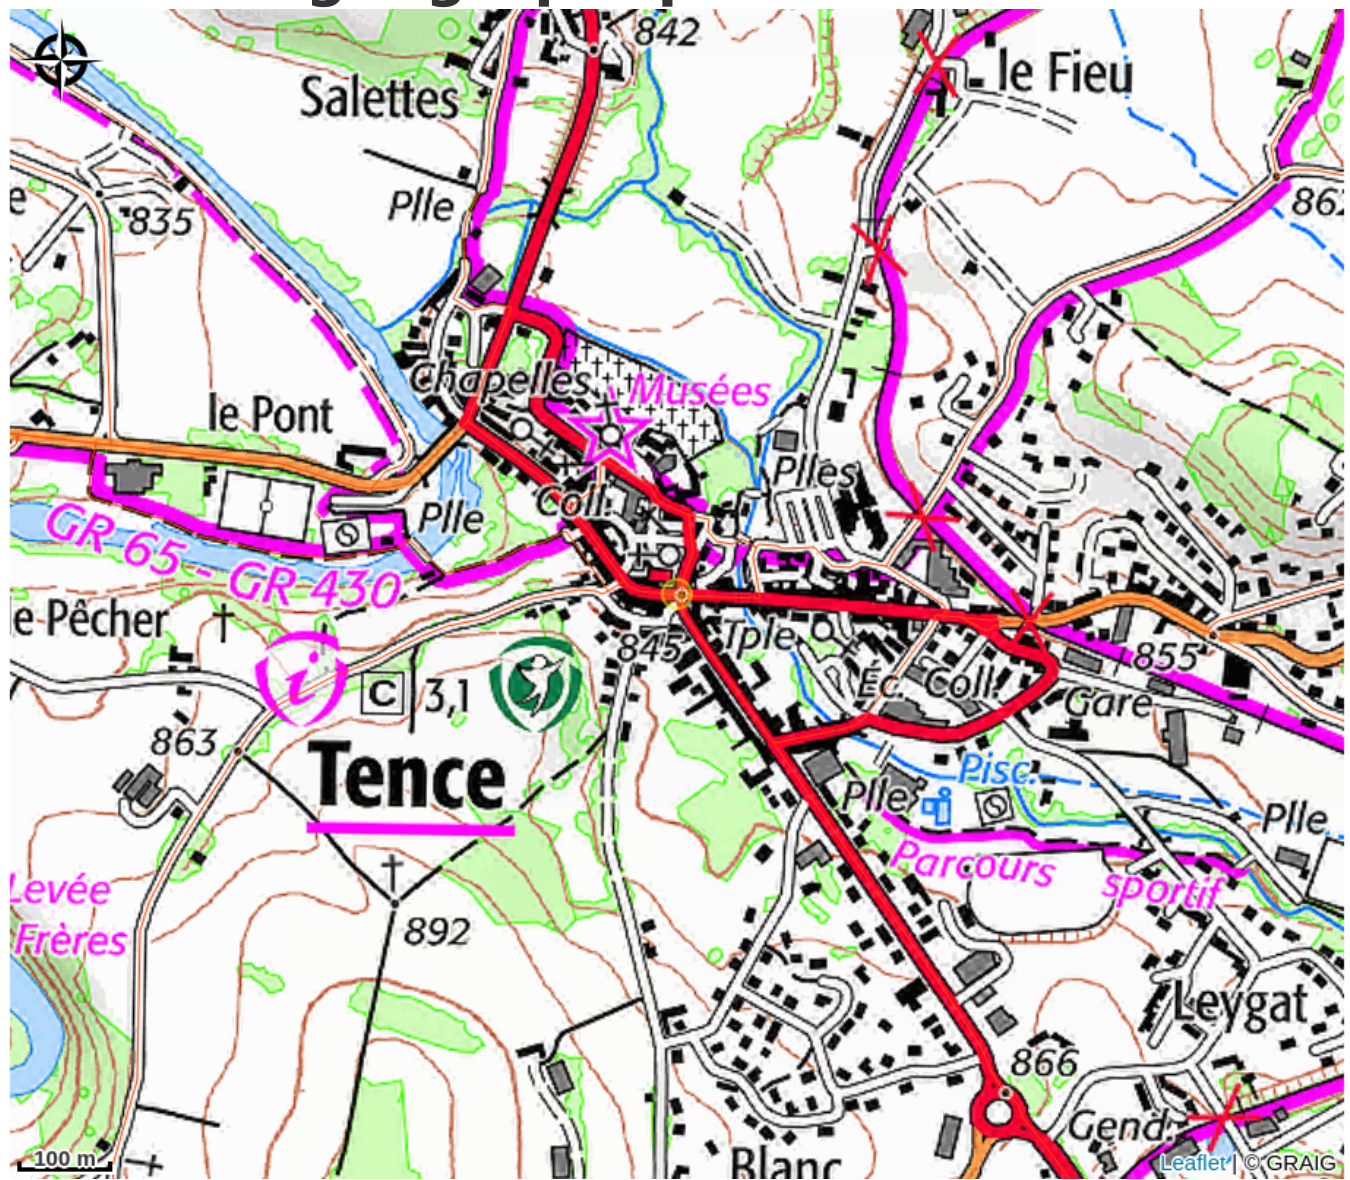 842
le Fieu
Salettes
Plle
835
862
Chapelles
Musées
le Pont
Plles
Coll.
Plle
GR 65 - GR 430
e Pêcher
845
Tple
855
Éc.
Coll.
Gare
C
3,1
i
863
Tence
Pisc.
Plle
Plle
Parcours sportif
Levée
Frères
892
Leygat
866
Gend.
Blanc
100 m
Leaflet | © GRAIG